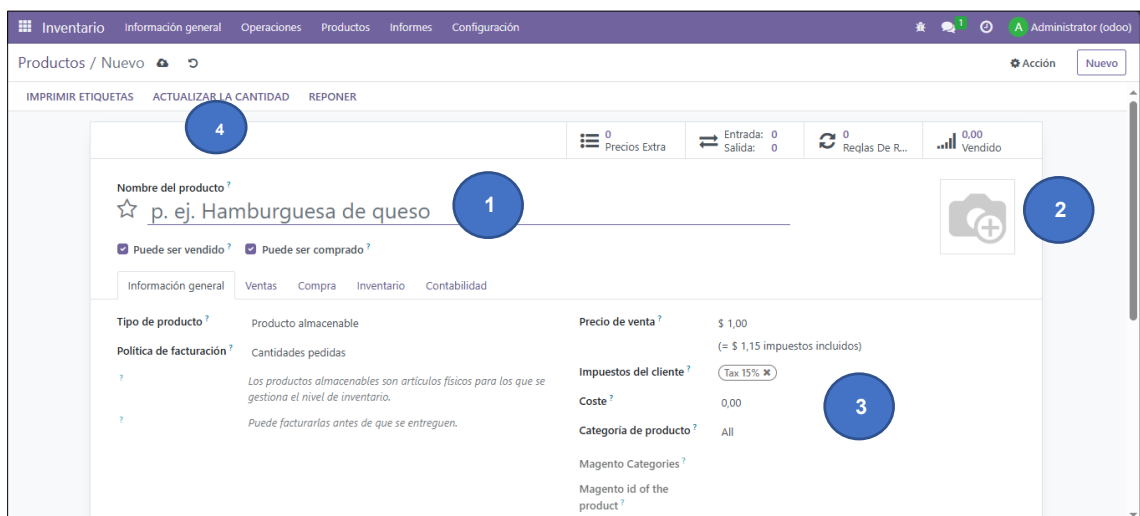 Inventario Información general Operaciones Productos Informes Configuración 1 A Administrator (odoo)
Productos / Nuevo Acción Nuevo
IMPRIMIR ETIQUETAS ACTUALIZAR LA CANTIDAD REPONER
4
0 Precios Extra
Entrada: 0
Salida: 0
0 Reglas De R...
0,00 Vendido
Nombre del producto ?
p. ej. Hamburguesa de queso
1
2
Puede ser vendido ? Puede ser comprado ?
Información general Ventas Compra Inventario Contabilidad
Tipo de producto ? Producto almacenable
Política de facturación ? Cantidades pedidas
? Los productos almacenables son artículos físicos para los que se
gestiona el nivel de inventario.
? Puede facturarlas antes de que se entreguen.
Precio de venta ? $ 1,00
(= $ 1,15 impuestos incluidos)
Impuestos del cliente ? Tax 15% ✖
Coste ? 0,00
3
Categoría de producto ? All
Magento Categories ?
Magento id of the
product ?